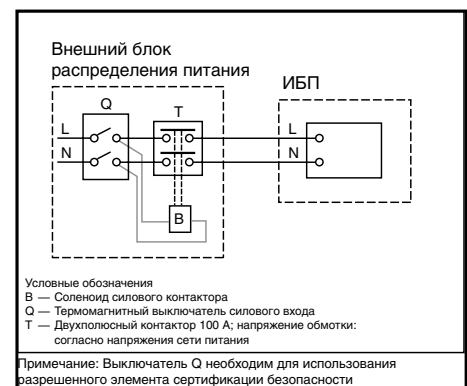 Внешний блок
распределения питания
ИБП
Q
T
L
N
L
N
B
Условные обозначения
B — Соленоид силового контактора
Q — Термомагнитный выключатель силового входа
T — Двухполюсный контактор 100 А; напряжение обмотки:
согласно напряжения сети питания
Примечание: Выключатель Q необходим для использования
разрешенного элемента сертификации безопасности